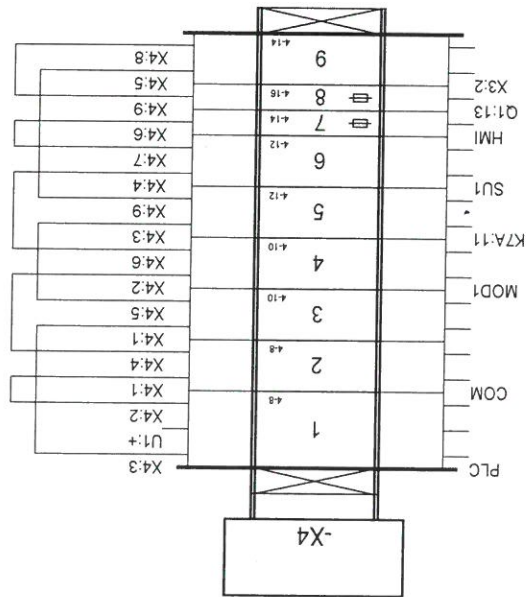 -X4
PLC
COM
MOD1
K7A:11
SU1
HMI
Q1:13
X3:2
1
4-8
2
4-8
3
4-10
4
4-10
5
4-12
6
4-12
7
4-14
8
4-16
9
4-14
X4:3
U1:+
X4:2
X4:1
X4:4
X4:1
X4:5
X4:2
X4:6
X4:3
X4:9
X4:4
X4:7
X4:6
X4:9
X4:5
X4:8